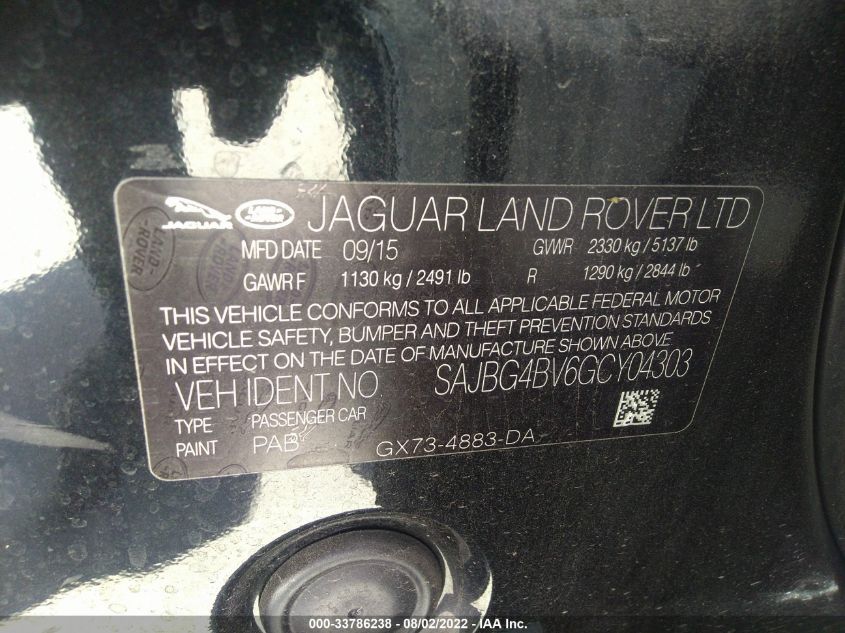 JAGUAR LAND ROVER JAGUAR LAND ROVER LTD
MFD DATE 09/15 GVWR 2330 kg / 5137 lb
GAWR F 1130 kg / 2491 lb R 1290 kg / 2844 lb
THIS VEHICLE CONFORMS TO ALL APPLICABLE FEDERAL MOTOR
VEHICLE SAFETY, BUMPER AND THEFT PREVENTION STANDARDS
IN EFFECT ON THE DATE OF MANUFACTURE SHOWN ABOVE.
VEH IDENT NO SAJBG4BV6GCY04303
TYPE PASSENGER CAR
PAINT PAB GX73-4883-DA
000-33786238 - 08/02/2022 - IAA Inc.